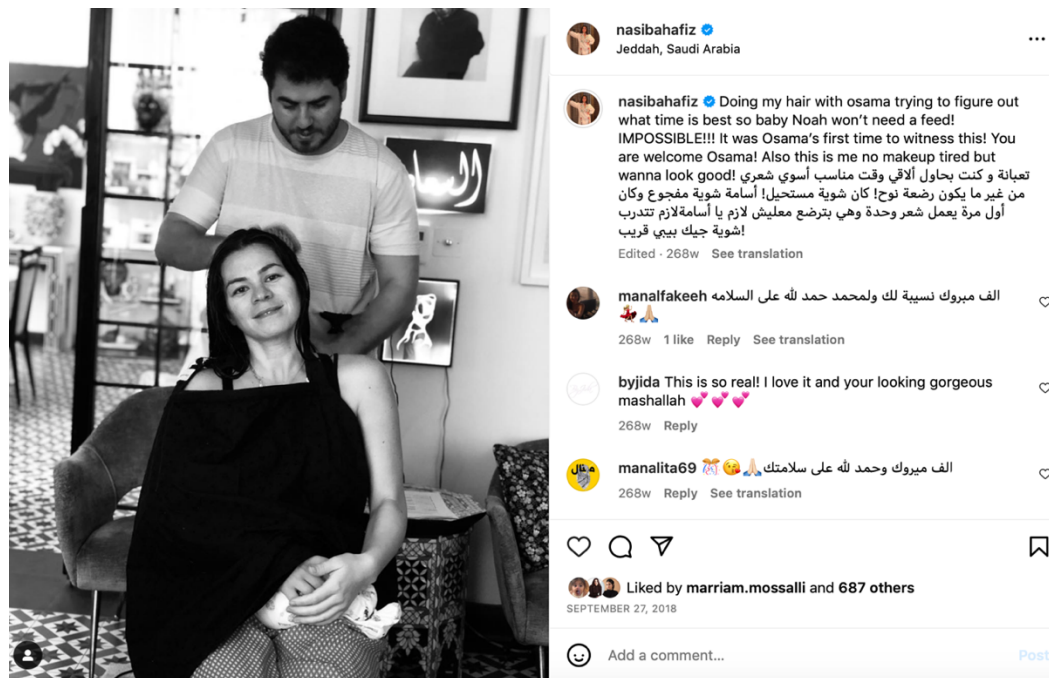 السعا
nasibahafiz
Jeddah, Saudi Arabia
nasibahafiz Doing my hair with osama trying to figure out
what time is best so baby Noah won't need a feed!
IMPOSSIBLE!!! It was Osama's first time to witness this! You
are welcome Osama! Also this is me no makeup tired but
wanna look good! تعبانة و كنت بحاول ألاقي وقت مناسب أسوي شعري
من غير ما يكون رضعة نوح! كان شوية مستحيل! أسامة شوية مفجوع وكان
أول مرة يعمل شعر وحدة وهي بترضع معليش لازم يا أسامةلازم تتدرب
شوية جيك بيبي قريب!
Edited · 268w See translation
manalfakeeh الف مبروك نسيبة لك ولمحمد حمد لله على السلامه
💃🏻🙏🏼
268w 1 like Reply See translation
byjida This is so real! I love it and your looking gorgeous
mashallah 💕💕💕
268w Reply
منال
manalita69 الف ميروك وحمد لله على سلامتك🙏🏻😘🎊
268w Reply See translation
Liked by marriam.mossalli and 687 others
SEPTEMBER 27, 2018
Add a comment...
Post